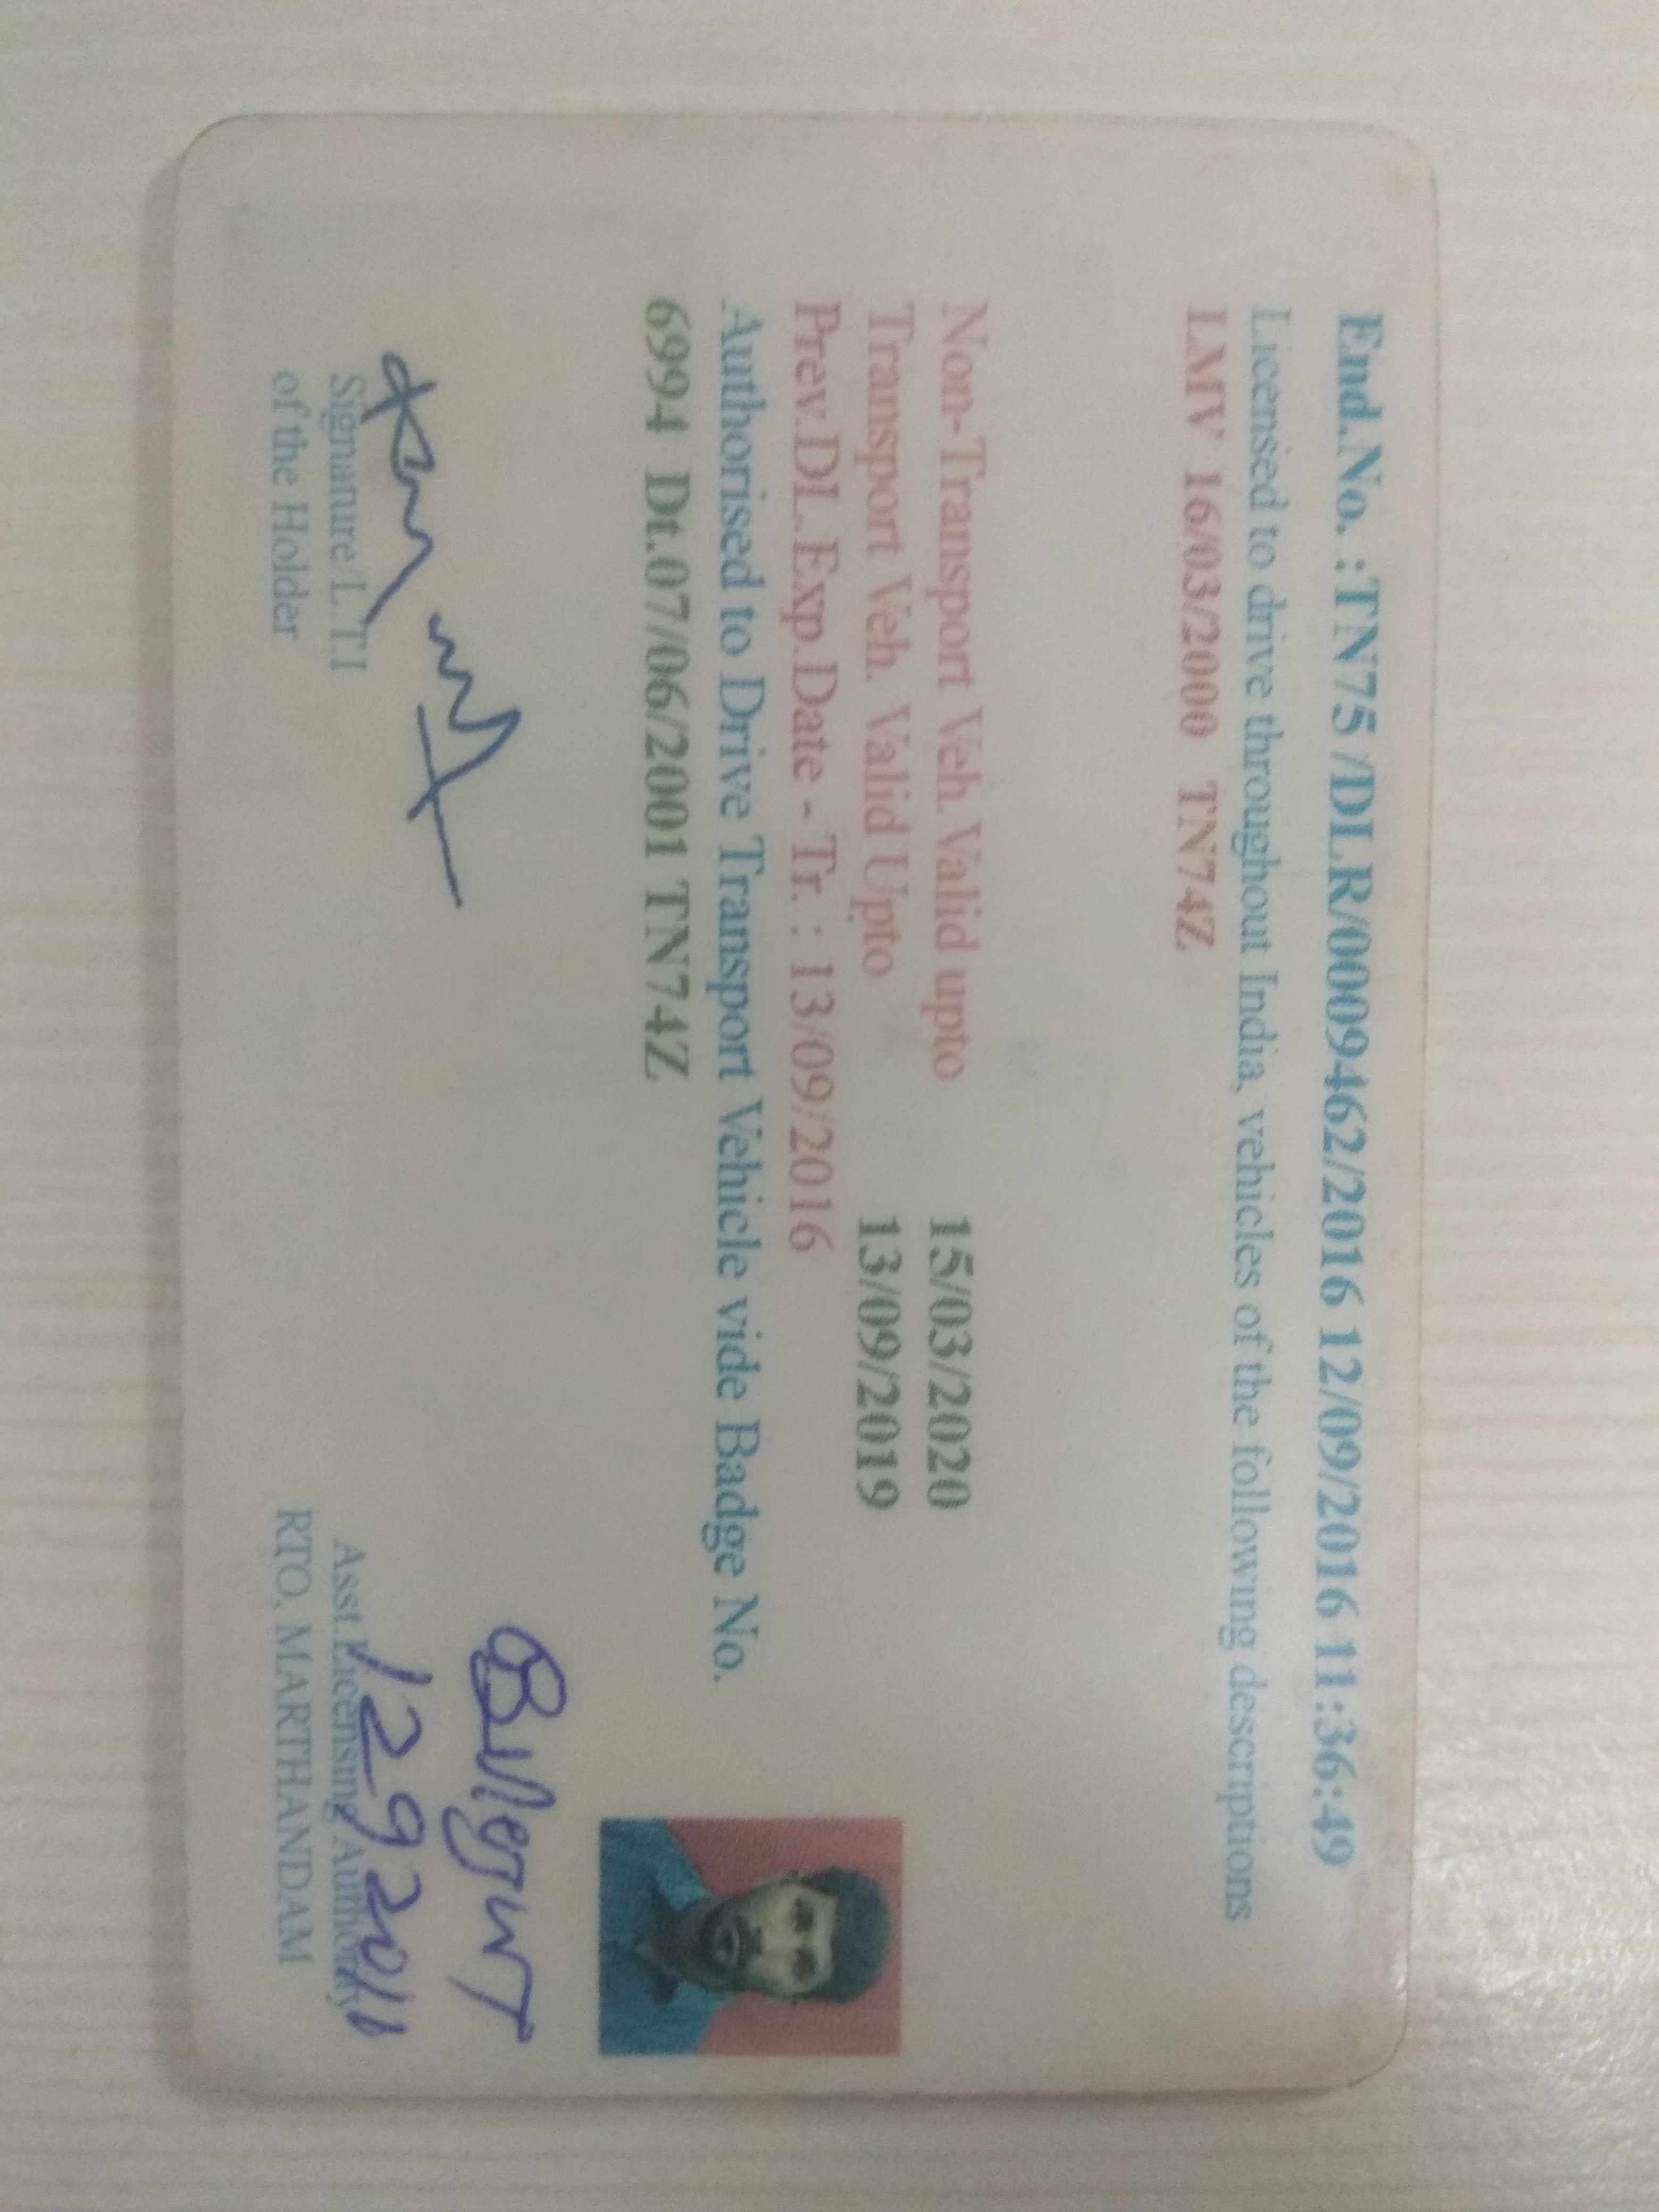 End.No. :TN75 /DLR/0009462/2016 12/09/2016 11:36:49
Licensed to drive throughout India, vehicles of the following descriptions
LMV 16/03/2000 TN74Z
Non-Transport Veh. Valid upto 15/03/2020
Transport Veh. Valid Upto 13/09/2019
Prev.DL.Exp.Date - Tr. : 13/09/2016
Authorised to Drive Transport Vehicle vide Badge No.
6994 Dt.07/06/2001 TN74Z
Signature/L.T.I
of the Holder
Asst.Licensing Authority
RTO, MARTHANDAM